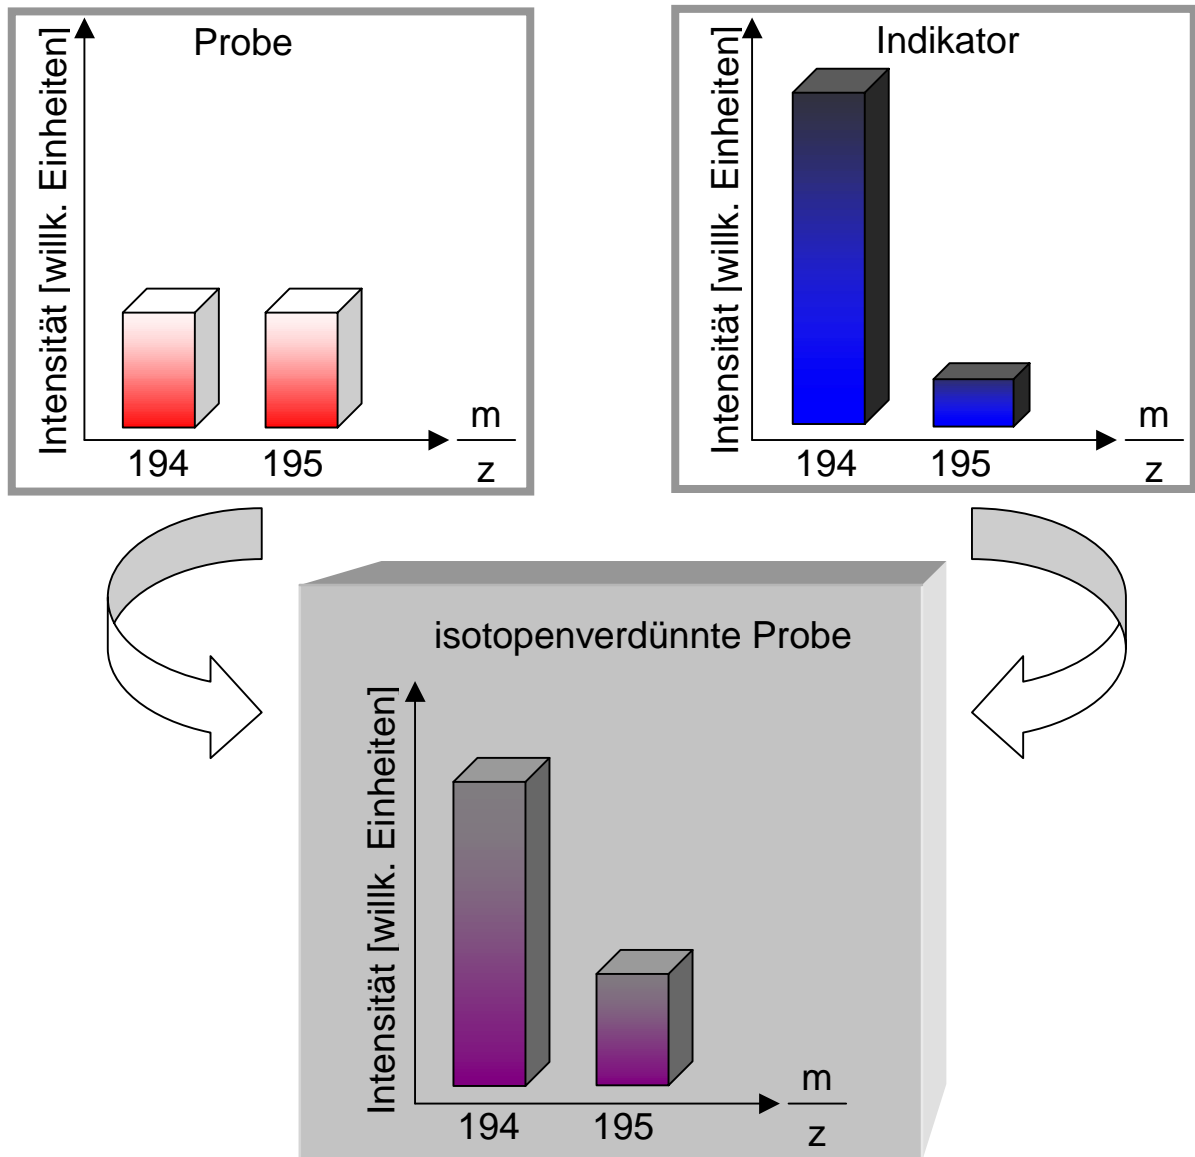 Probe
Intensität [willk. Einheiten]
194 195
m
z
Indikator
Intensität [willk. Einheiten]
194 195
m
z
isotopenverdünnte Probe
Intensität [willk. Einheiten]
194 195
m
z